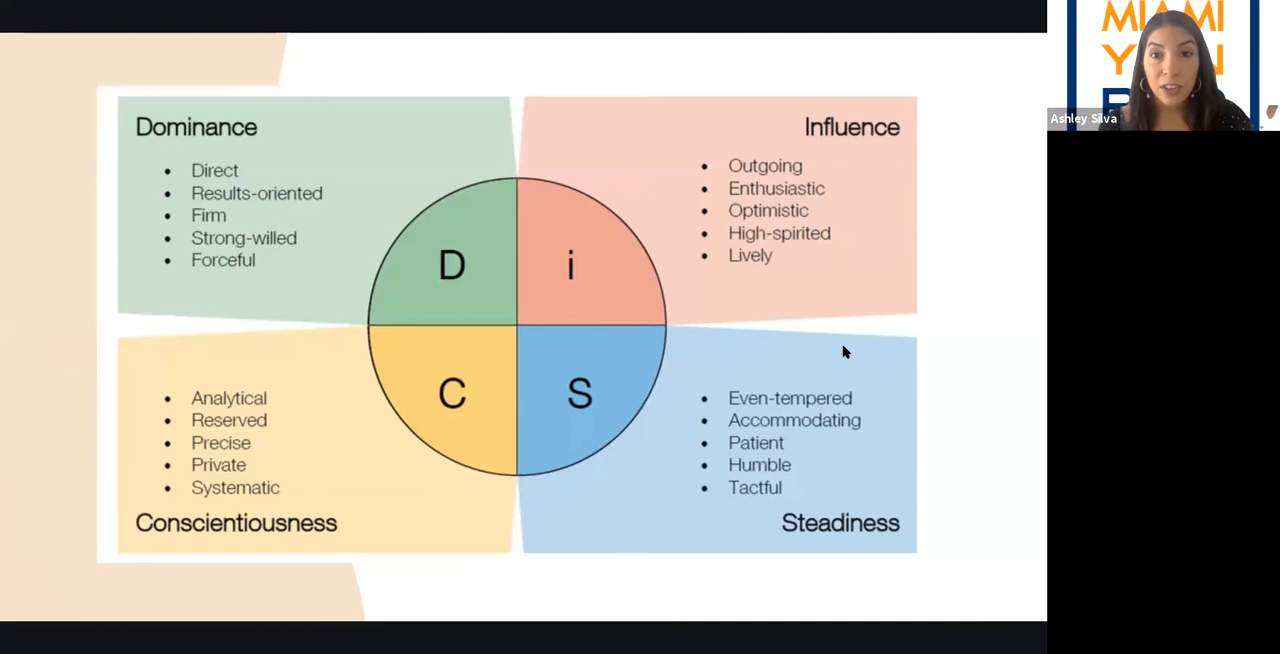 Dominance
Direct
Results-oriented
Firm
Strong-willed
Forceful
Influence
Outgoing
Enthusiastic
Optimistic
High-spirited
Lively
D
i
C
S
Analytical
Reserved
Precise
Private
Systematic
Conscientiousness
Even-tempered
Accommodating
Patient
Humble
Tactful
Steadiness
MIAMI
Ashley Silva